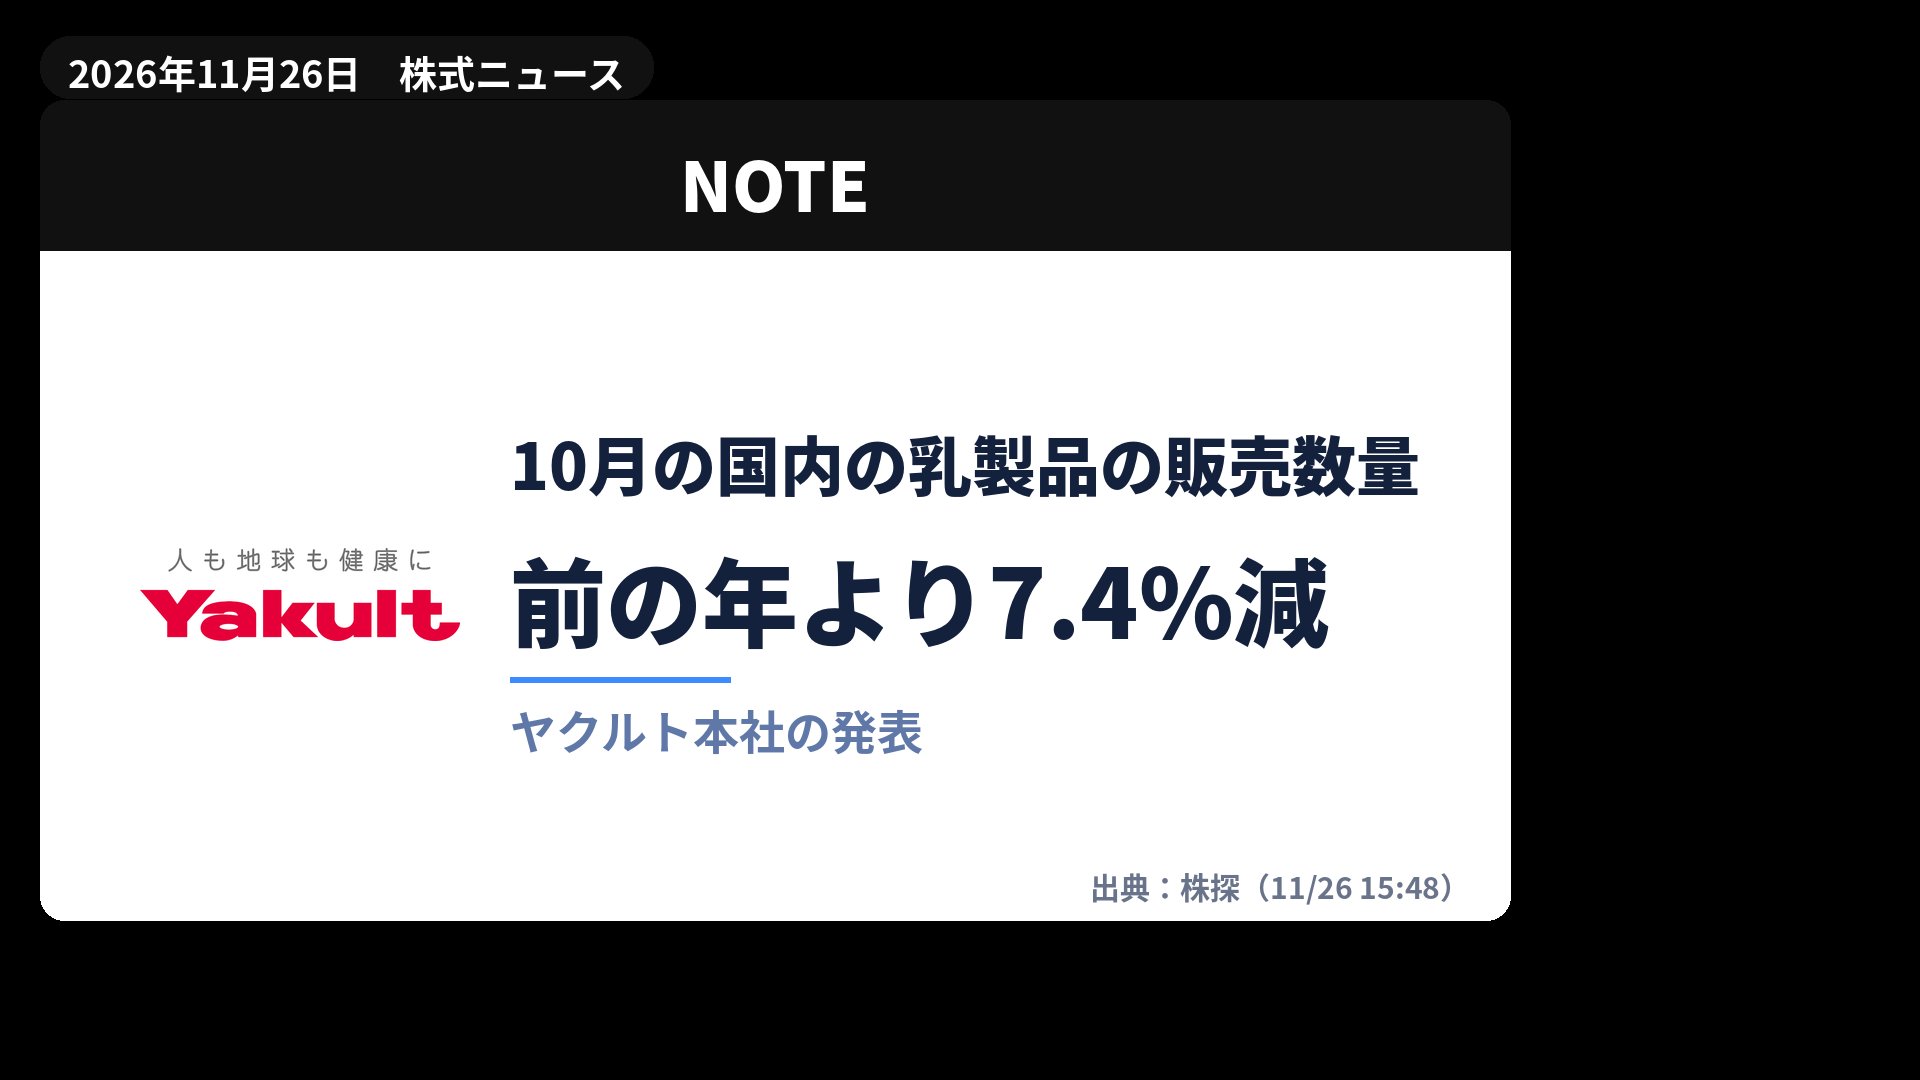 2026年11月26日　株式ニュース
NOTE
10月の国内の乳製品の販売数量
人も地球も健康に
Yakult
前の年より7.4%減
ヤクルト本社の発表
出典：株探（11/26 15:48）